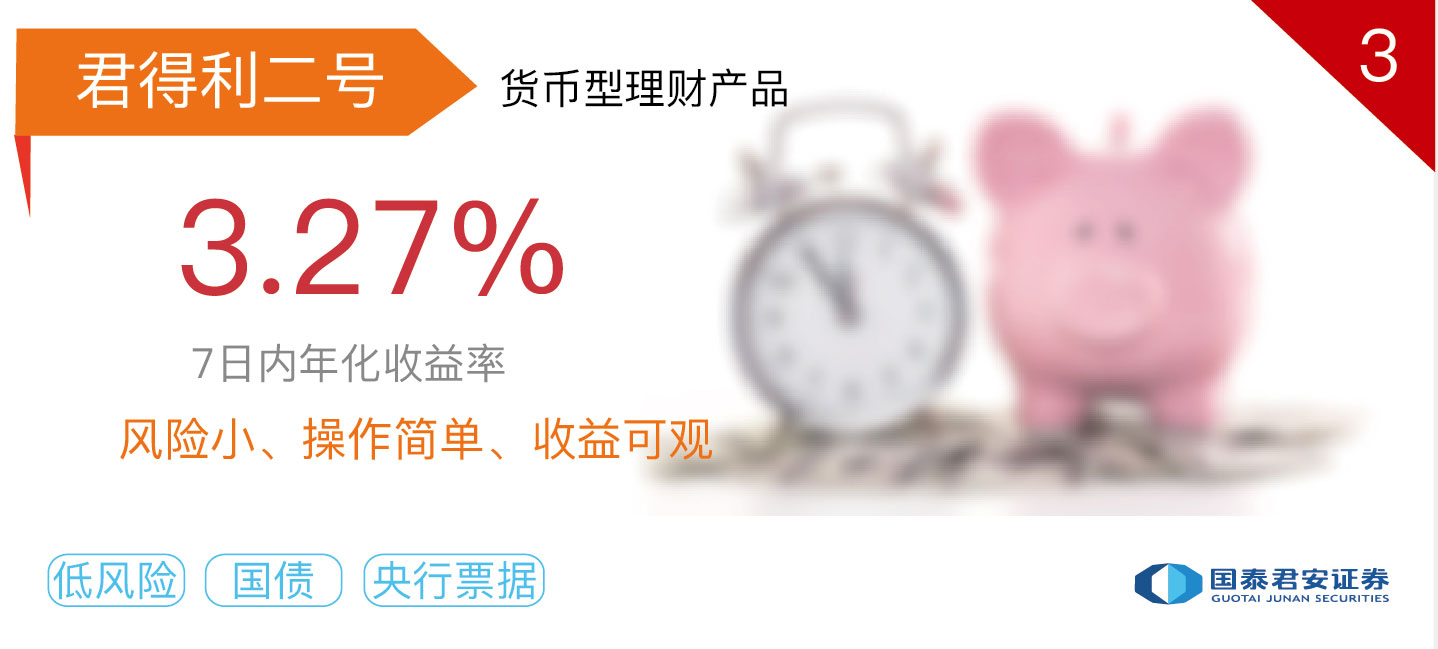 君得利二号
货币型理财产品
3
3.27%
7日内年化收益率
风险小、操作简单、收益可观
低风险
国债
央行票据
国泰君安证券
GUOTAI JUNAN SECURITIES